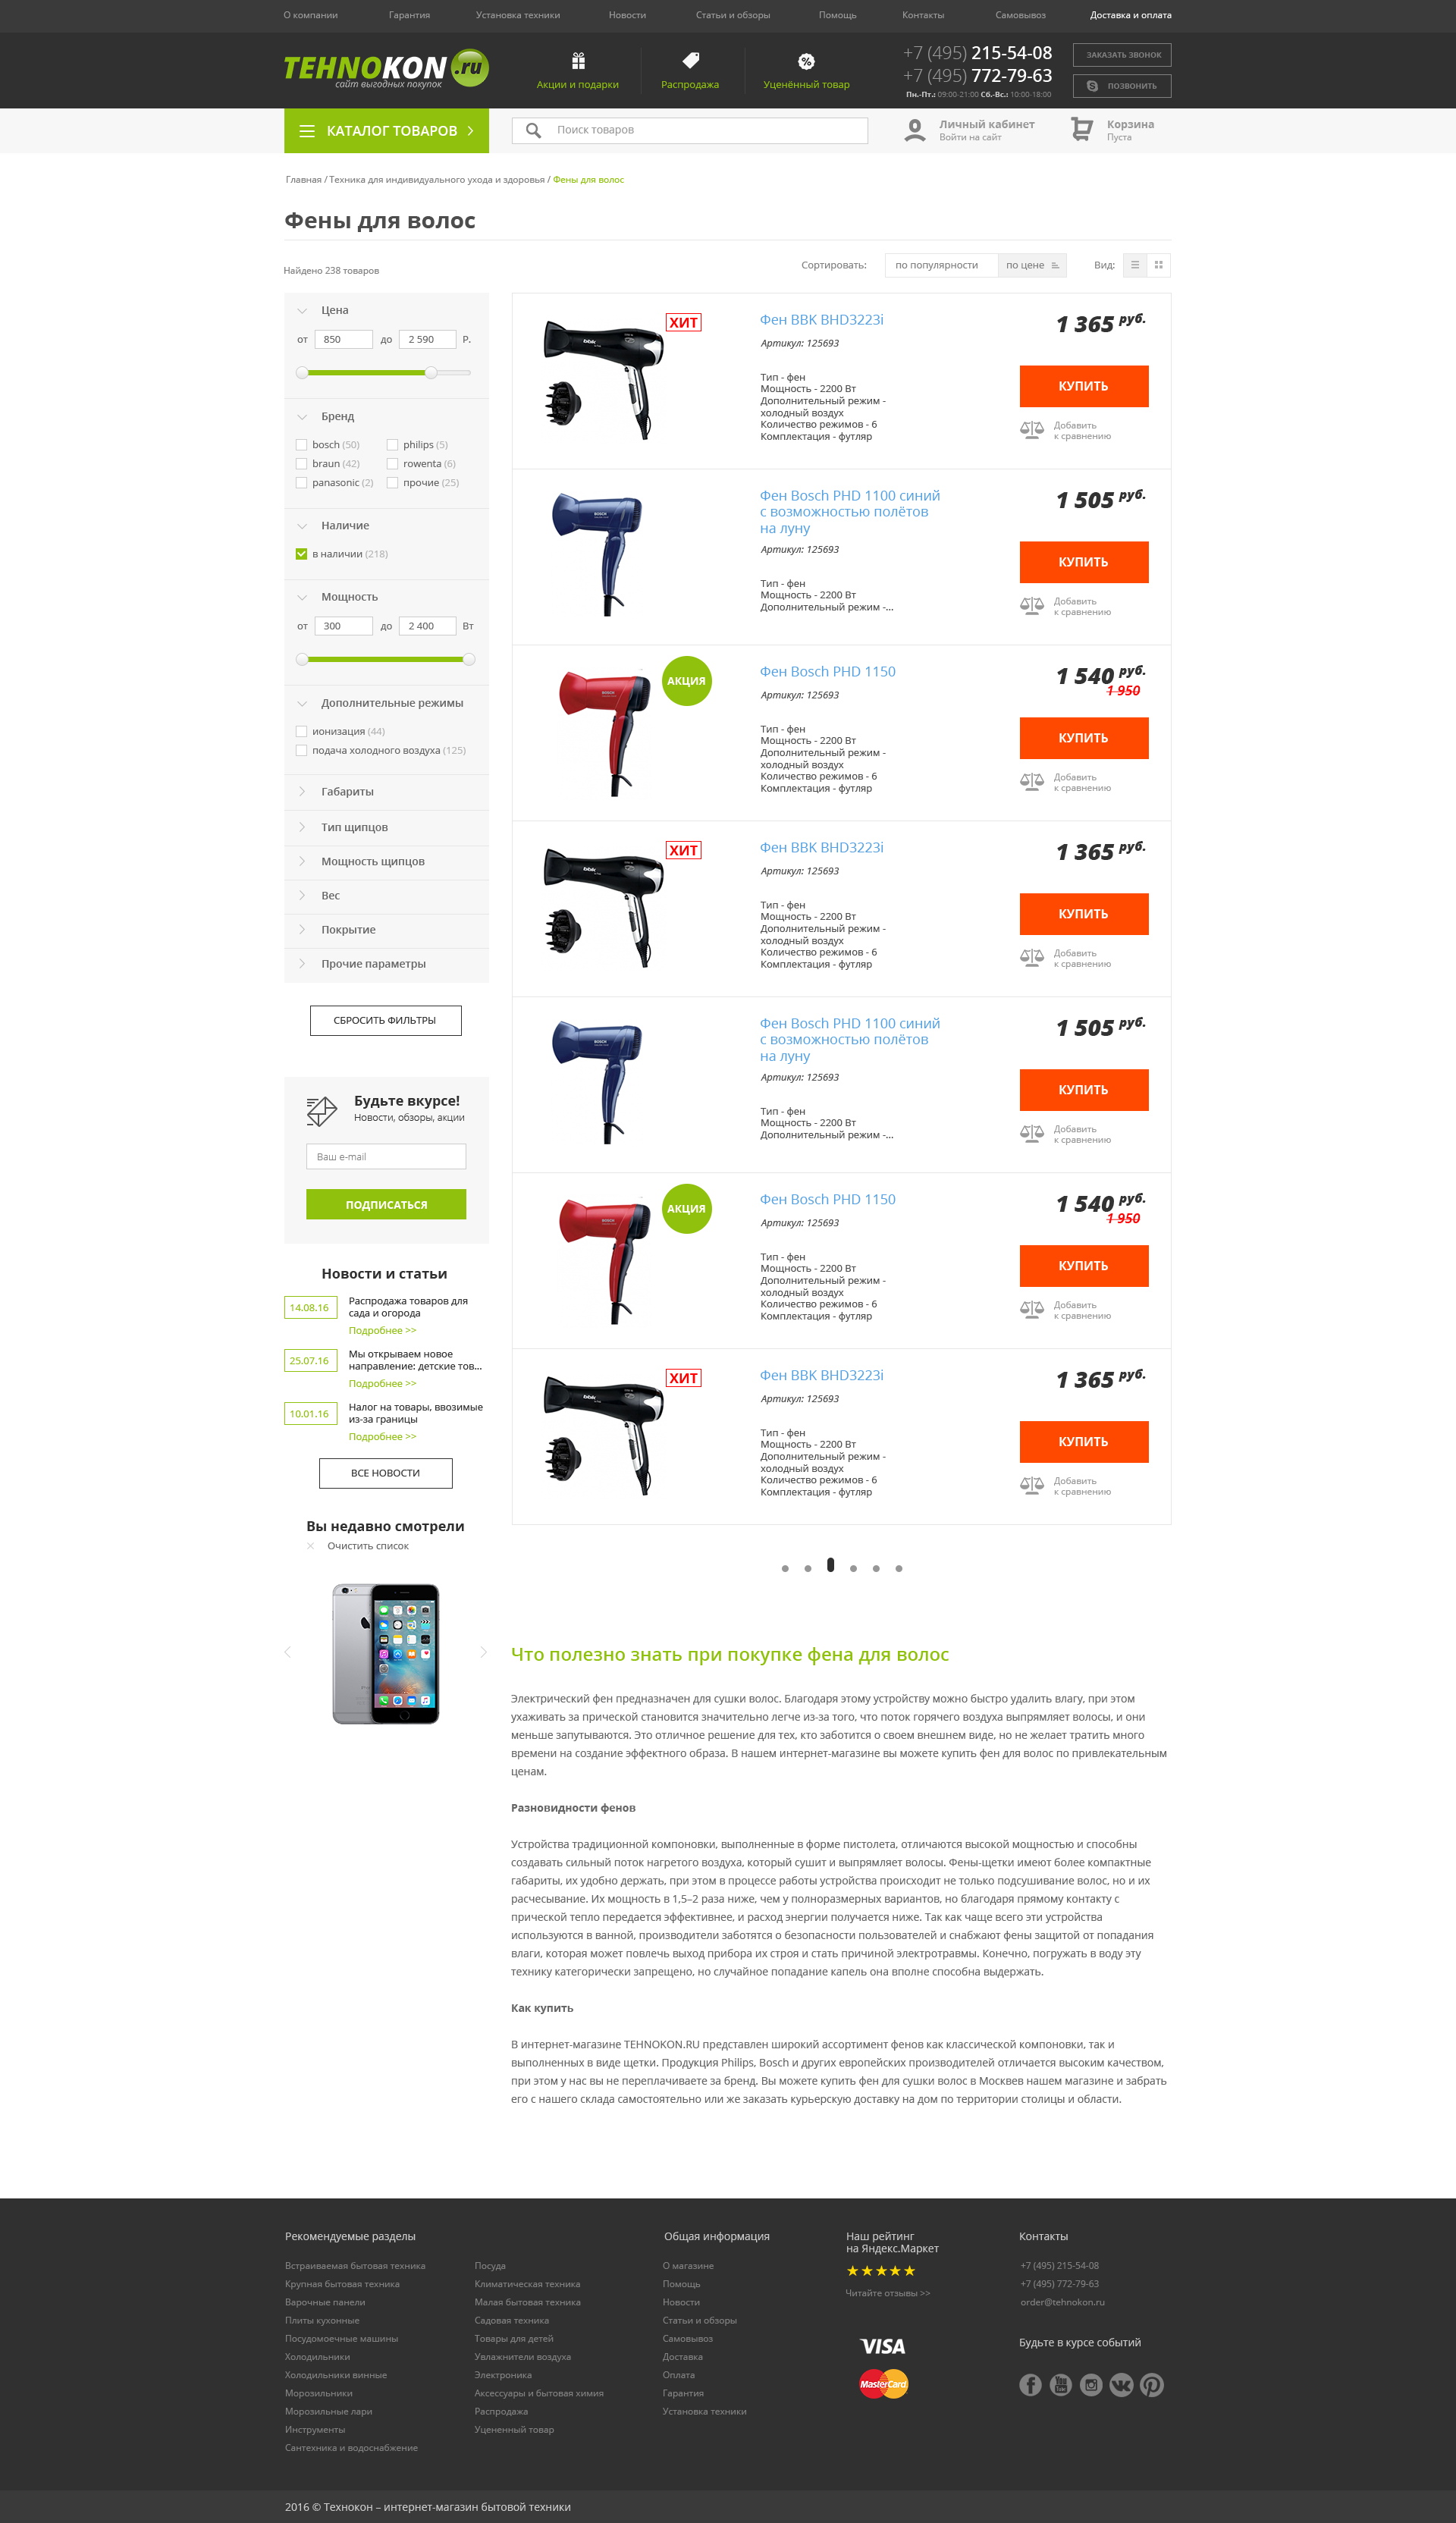 О компании
Гарантия
Установка техники
Новости
Статьи и обзоры
Помощь
Контакты
Самовывоз
Доставка и оплата
TEHNOKON.ru
сайт выгодных покупок
Акции и подарки
Распродажа
Уценённый товар
+7 (495) 215-54-08
+7 (495) 772-79-63
Пн.-Пт.: 09:00-21:00 Сб.-Вс.: 10:00-18:00
ЗАКАЗАТЬ ЗВОНОК
ПОЗВОНИТЬ
КАТАЛОГ ТОВАРОВ
Поиск товаров
Личный кабинет
Войти на сайт
Корзина
Пуста
Главная / Техника для индивидуального ухода и здоровья / Фены для волос
Фены для волос
Найдено 238 товаров
Сортировать:
по популярности
по цене
Вид:
Цена
от 850 до 2 590 Р.
Бренд
bosch (50)
philips (5)
braun (42)
rowenta (6)
panasonic (2)
прочие (25)
Наличие
в наличии (218)
Мощность
от 300 до 2 400 Вт
Дополнительные режимы
ионизация (44)
подача холодного воздуха (125)
Габариты
Тип щипцов
Мощность щипцов
Вес
Покрытие
Прочие параметры
СБРОСИТЬ ФИЛЬТРЫ
Будьте вкурсе!
Новости, обзоры, акции
Ваш e-mail
ПОДПИСАТЬСЯ
Новости и статьи
14.08.16
Распродажа товаров для
сада и огорода
Подробнее >>
25.07.16
Мы открываем новое
направление: детские тов...
Подробнее >>
10.01.16
Налог на товары, ввозимые
из-за границы
Подробнее >>
ВСЕ НОВОСТИ
Вы недавно смотрели
Очистить список
ХИТ
Фен BBK BHD3223i
Артикул: 125693
Тип - фен
Мощность - 2200 Вт
Дополнительный режим -
холодный воздух
Количество режимов - 6
Комплектация - футляр
1 365 руб.
КУПИТЬ
Добавить
к сравнению
Фен Bosch PHD 1100 синий
с возможностью полётов
на луну
Артикул: 125693
Тип - фен
Мощность - 2200 Вт
Дополнительный режим -...
1 505 руб.
КУПИТЬ
Добавить
к сравнению
АКЦИЯ
Фен Bosch PHD 1150
Артикул: 125693
Тип - фен
Мощность - 2200 Вт
Дополнительный режим -
холодный воздух
Количество режимов - 6
Комплектация - футляр
1 540 руб.
1 950
КУПИТЬ
Добавить
к сравнению
ХИТ
Фен BBK BHD3223i
Артикул: 125693
Тип - фен
Мощность - 2200 Вт
Дополнительный режим -
холодный воздух
Количество режимов - 6
Комплектация - футляр
1 365 руб.
КУПИТЬ
Добавить
к сравнению
Фен Bosch PHD 1100 синий
с возможностью полётов
на луну
Артикул: 125693
Тип - фен
Мощность - 2200 Вт
Дополнительный режим -...
1 505 руб.
КУПИТЬ
Добавить
к сравнению
АКЦИЯ
Фен Bosch PHD 1150
Артикул: 125693
Тип - фен
Мощность - 2200 Вт
Дополнительный режим -
холодный воздух
Количество режимов - 6
Комплектация - футляр
1 540 руб.
1 950
КУПИТЬ
Добавить
к сравнению
ХИТ
Фен BBK BHD3223i
Артикул: 125693
Тип - фен
Мощность - 2200 Вт
Дополнительный режим -
холодный воздух
Количество режимов - 6
Комплектация - футляр
1 365 руб.
КУПИТЬ
Добавить
к сравнению
Что полезно знать при покупке фена для волос
Электрический фен предназначен для сушки волос. Благодаря этому устройству можно быстро удалить влагу, при этом
ухаживать за прической становится значительно легче из-за того, что поток горячего воздуха выпрямляет волосы, и они
меньше запутываются. Это отличное решение для тех, кто заботится о своем внешнем виде, но не желает тратить много
времени на создание эффектного образа. В нашем интернет-магазине вы можете купить фен для волос по привлекательным
ценам.
Разновидности фенов
Устройства традиционной компоновки, выполненные в форме пистолета, отличаются высокой мощностью и способны
создавать сильный поток нагретого воздуха, который сушит и выпрямляет волосы. Фены-щетки имеют более компактные
габариты, их удобно держать, при этом в процессе работы устройства происходит не только подсушивание волос, но и их
расчесывание. Их мощность в 1,5–2 раза ниже, чем у полноразмерных вариантов, но благодаря прямому контакту с
прической тепло передается эффективнее, и расход энергии получается ниже. Так как чаще всего эти устройства
используются в ванной, производители заботятся о безопасности пользователей и снабжают фены защитой от попадания
влаги, которая может повлечь выход прибора их строя и стать причиной электротравмы. Конечно, погружать в воду эту
технику категорически запрещено, но случайное попадание капель она вполне способна выдержать.
Как купить
В интернет-магазине TEHNOKON.RU представлен широкий ассортимент фенов как классической компоновки, так и
выполненных в виде щетки. Продукция Philips, Bosch и других европейских производителей отличается высоким качеством,
при этом у нас вы не переплачиваете за бренд. Вы можете купить фен для сушки волос в Москвев нашем магазине и забрать
его с нашего склада самостоятельно или же заказать курьерскую доставку на дом по территории столицы и области.
Рекомендуемые разделы
Встраиваемая бытовая техника
Крупная бытовая техника
Варочные панели
Плиты кухонные
Посудомоечные машины
Холодильники
Холодильники винные
Морозильники
Морозильные лари
Инструменты
Сантехника и водоснабжение
Посуда
Климатическая техника
Малая бытовая техника
Садовая техника
Товары для детей
Увлажнители воздуха
Электроника
Аксессуары и бытовая химия
Распродажа
Уцененный товар
Общая информация
О магазине
Помощь
Новости
Статьи и обзоры
Самовывоз
Доставка
Оплата
Гарантия
Установка техники
Наш рейтинг
на Яндекс.Маркет
Читайте отзывы >>
VISA
MasterCard
Контакты
+7 (495) 215-54-08
+7 (495) 772-79-63
order@tehnokon.ru
Будьте в курсе событий
2016 © Технокон – интернет-магазин бытовой техники